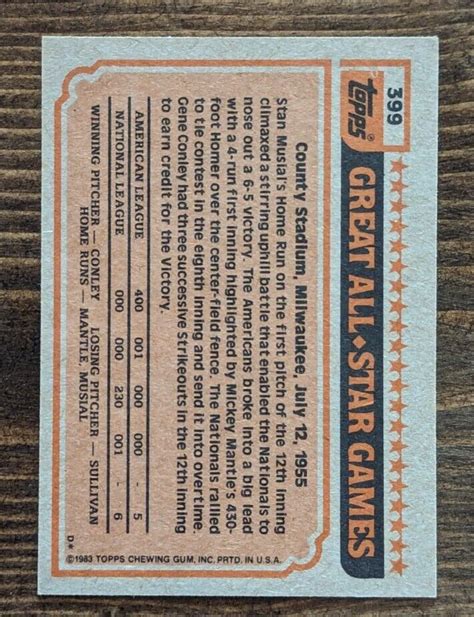 399
TOPPS®
GREAT ALL★STAR GAMES
County Stadium, Milwaukee, July 12, 1955
Stan Musial's Home Run on the first pitch of the 12th inning
climaxed a stirring uphill battle that enabled the Nationals to
nose out a 6-5 victory. The Americans broke into a big lead
with a 4-run first inning highlighted by Mickey Mantle's 430-
foot Homer over the center-field fence. The Nationals rallied
to tie contest in the eighth inning and send it into overtime.
Gene Conley had three successive Strikeouts in the 12th inning
to earn credit for the Victory.
AMERICAN LEAGUE 400 001 000 000 - 5
NATIONAL LEAGUE 000 000 230 001 - 6
WINNING PITCHER — CONLEY LOSING PITCHER — SULLIVAN
HOME RUNS — MANTLE, MUSIAL
D* ©1983 TOPPS CHEWING GUM, INC. PRTD. IN U.S.A.